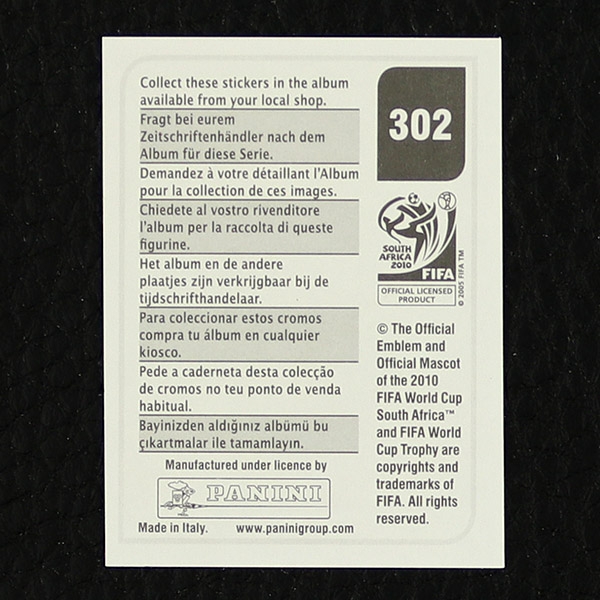 Collect these stickers in the album
available from your local shop.
Fragt bei eurem
Zeitschriftenhändler nach dem
Album für diese Serie.
Demandez à votre détaillant l'Album
pour la collection de ces images.
Chiedete al vostro rivenditore
l'album per la raccolta di queste
figurine.
Het album en de andere
plaatjes zijn verkrijgbaar bij de
tijdschrifthandelaar.
Para coleccionar estos cromos
compra tu álbum en cualquier
kiosco.
Pede a caderneta desta colecção
de cromos no teu ponto de venda
habitual.
Bayinizden aldığınız albümü bu
çıkartmalar ile tamamlayın.
Manufactured under licence by
PANINI
Made in Italy. www.paninigroup.com
302
SOUTH
AFRICA
2010
FIFA
OFFICIAL LICENSED
PRODUCT
© 2005 FIFA TM
© The Official
Emblem and
Official Mascot
of the 2010
FIFA World Cup
South Africa™
and FIFA World
Cup Trophy are
copyrights and
trademarks of
FIFA. All rights
reserved.